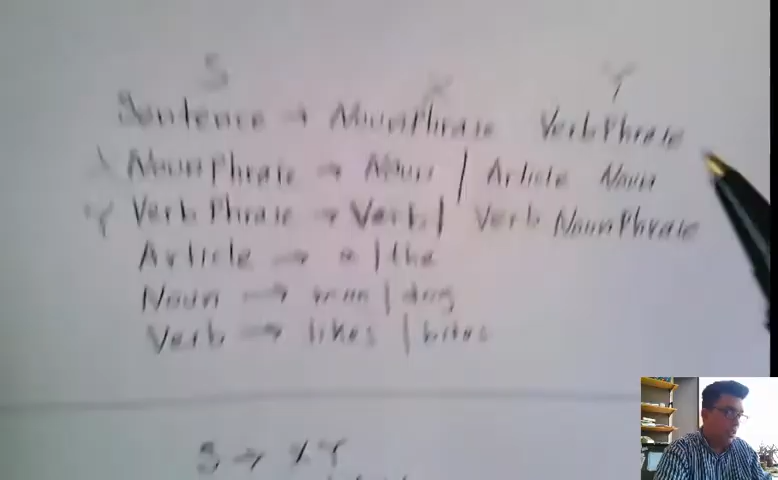 S X Y
Sentence → NounPhrase VerbPhrase
X NounPhrase → Noun | Article Noun
Y VerbPhrase → Verb | Verb NounPhrase
Article → a | the
Noun → man | dog
Verb → likes | bites
S → XY